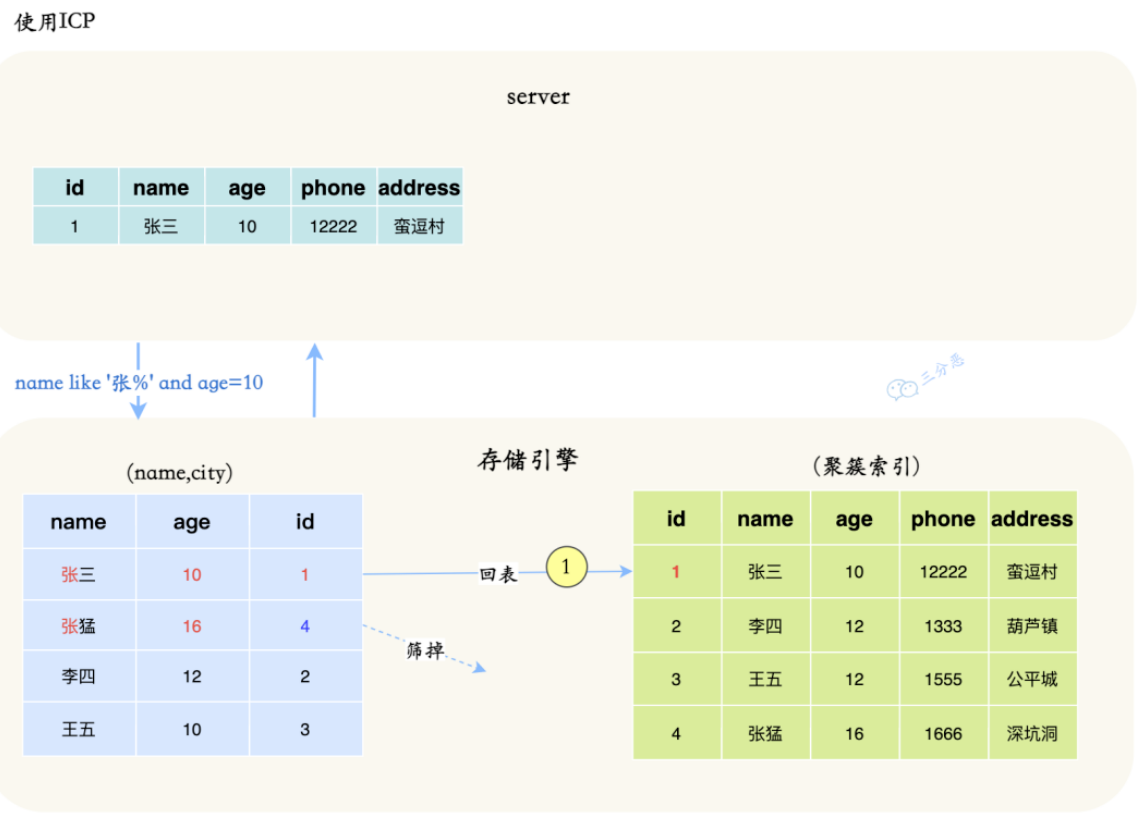 使用ICP
server
id name age phone address
1 张三 10 12222 蛮逗村
name like '张%' and age=10
三分恶
存储引擎
(name,city)
(聚簇索引)
name age id
张三 10 1
张猛 16 4
李四 12 2
王五 10 3
回表 1
筛掉
id name age phone address
1 张三 10 12222 蛮逗村
2 李四 12 1333 葫芦镇
3 王五 12 1555 公平城
4 张猛 16 1666 深坑洞